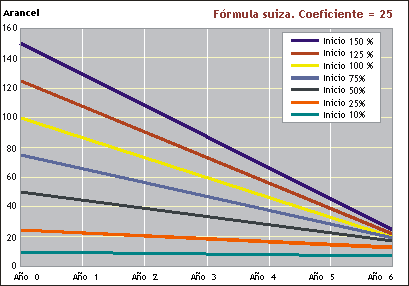 Arancel
Fórmula suiza. Coeficiente = 25
160
140
120
100
80
60
40
20
0
Inicio 150 %
Inicio 125 %
Inicio 100 %
Inicio 75%
Inicio 50%
Inicio 25%
Inicio 10%
Año 0 Año 1 Año 2 Año 3 Año 4 Año 5 Año 6